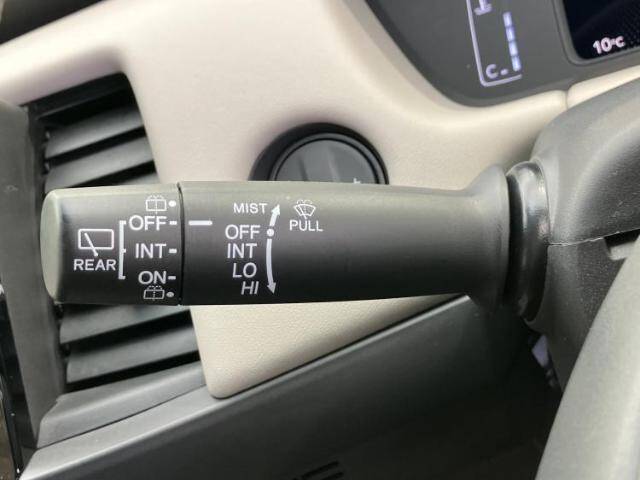 10°C
C
MIST
PULL
OFF
INT
LO
HI
OFF
INT
ON
REAR